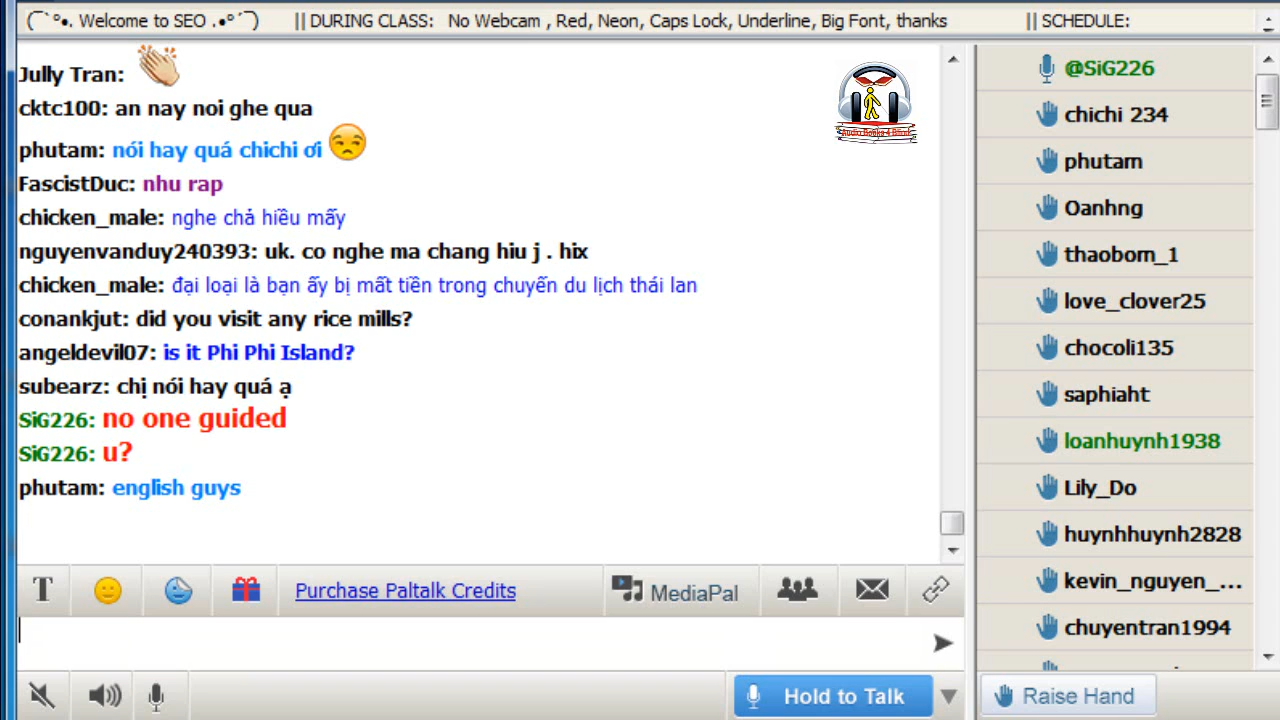 (¯`°•. Welcome to SEO .•°´¯) || DURING CLASS: No Webcam , Red, Neon, Caps Lock, Underline, Big Font, thanks || SCHEDULE:
Jully Tran:
cktc100: an nay noi ghe qua
phutam: nói hay quá chichi ơi
FascistDuc: nhu rap
chicken_male: nghe chả hiều mấy
nguyenvanduy240393: uk. co nghe ma chang hiu j . hix
chicken_male: đại loại là bạn ấy bị mất tiền trong chuyến du lịch thái lan
conankjut: did you visit any rice mills?
angeldevil07: is it Phi Phi Island?
subearz: chị nói hay quá ạ
SiG226: no one guided
SiG226: u?
phutam: english guys
Audio Books 4 Blind
@SiG226
chichi 234
phutam
Oanhng
thaoborn_1
love_clover25
chocoli135
saphiaht
loanhuynh1938
Lily_Do
huynhhuynh2828
kevin_nguyen_...
chuyentran1994
T
Purchase Paltalk Credits
MediaPal
Hold to Talk
Raise Hand